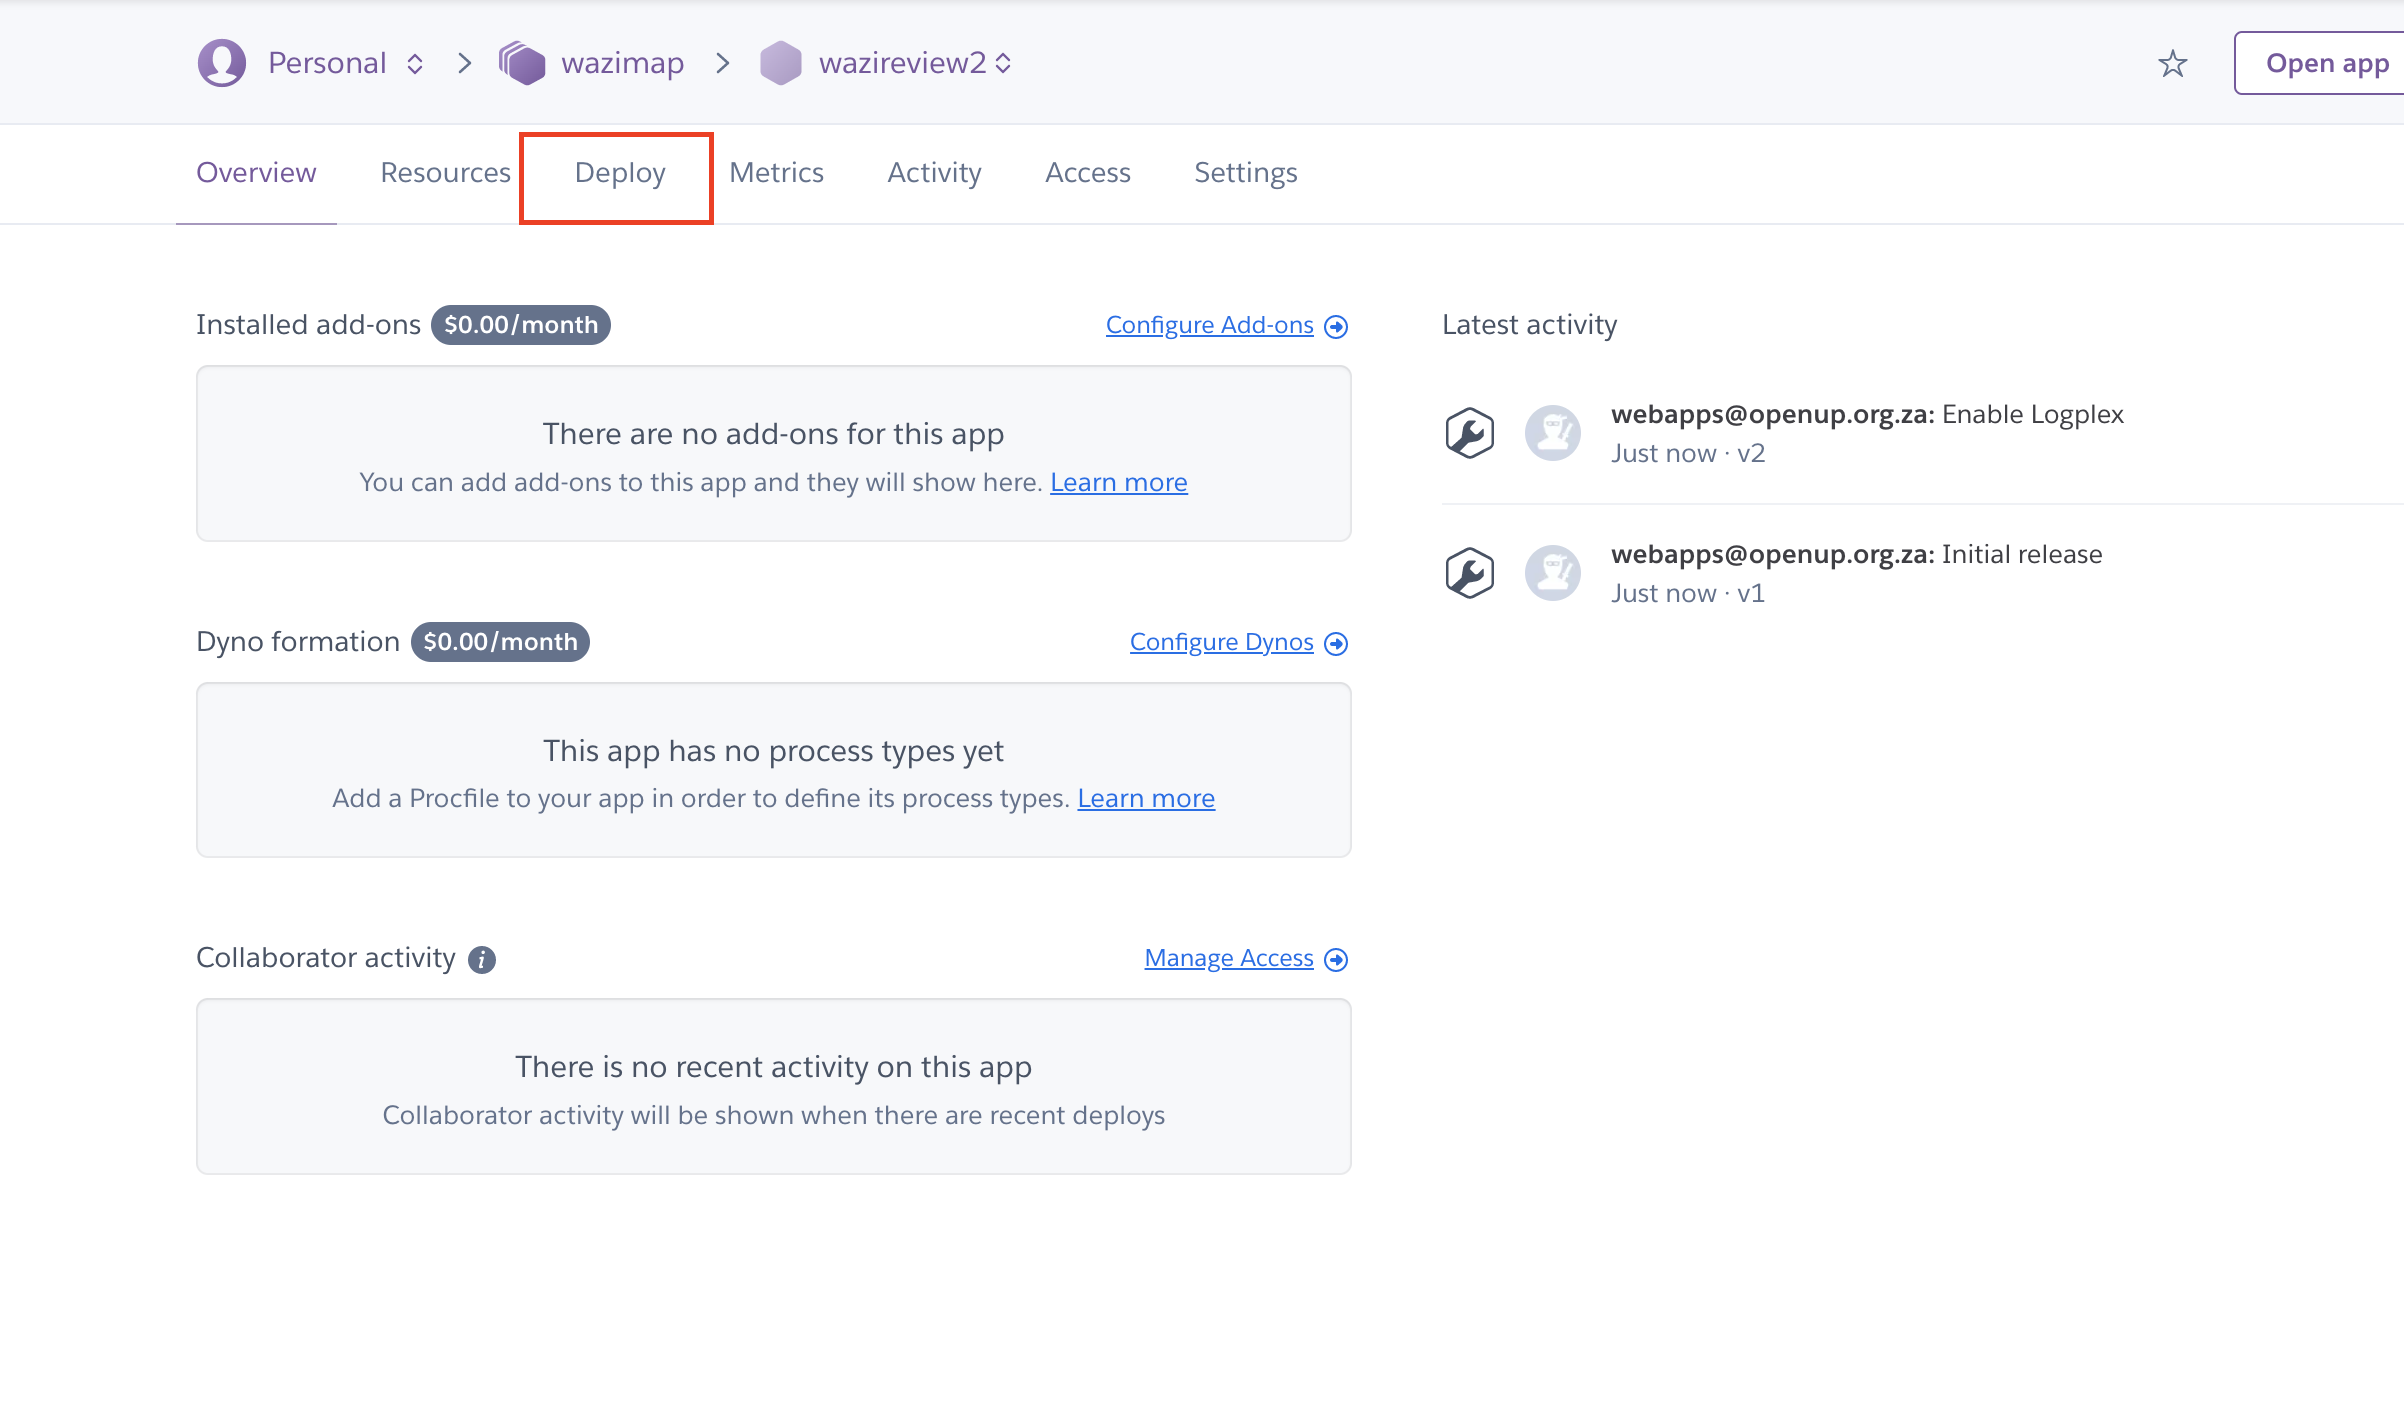 Personal > wazimap > wazireview2
Open app
Overview Resources Deploy Metrics Activity Access Settings
Installed add-ons $0.00/month Configure Add-ons
There are no add-ons for this app
You can add add-ons to this app and they will show here. Learn more
Dyno formation $0.00/month Configure Dynos
This app has no process types yet
Add a Procfile to your app in order to define its process types. Learn more
Collaborator activity i Manage Access
There is no recent activity on this app
Collaborator activity will be shown when there are recent deploys
Latest activity
webapps@openup.org.za: Enable Logplex
Just now · v2
webapps@openup.org.za: Initial release
Just now · v1